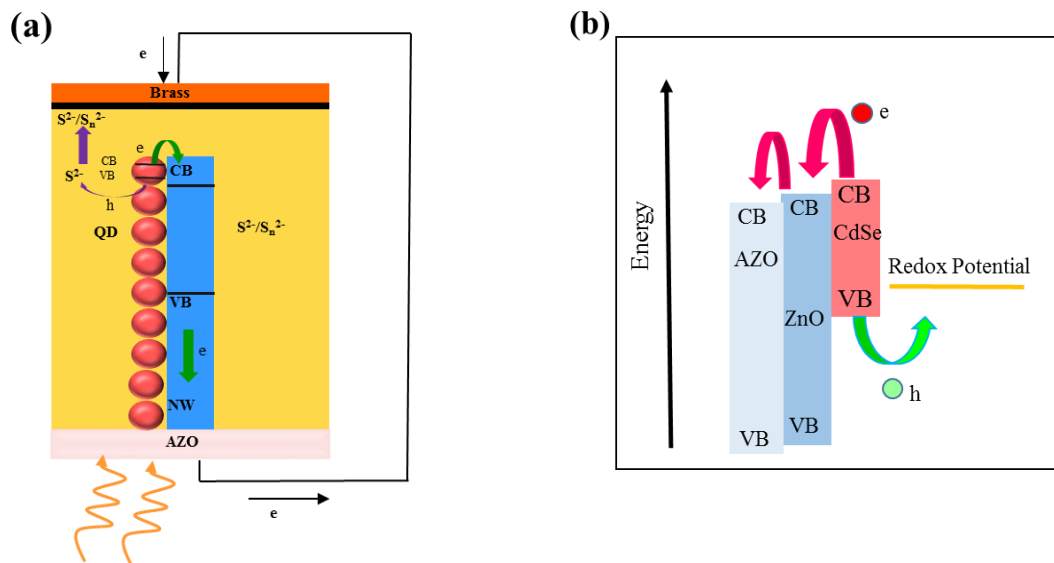 (a)
e
Brass
S²⁻/Sₙ²⁻
e
CB
CB
S²⁻
VB
h
QD
S²⁻/Sₙ²⁻
VB
e
NW
AZO
e
(b)
e
Energy
CB
CB
CB
AZO
CdSe
Redox Potential
VB
ZnO
h
VB
VB